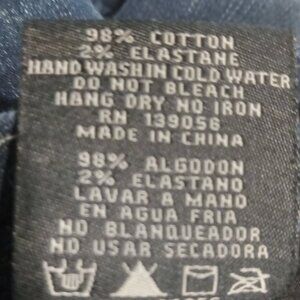 98% COTTON
2% ELASTANE
HAND WASH IN COLD WATER
DO NOT BLEACH
HANG DRY NO IRON
RN 139056
MADE IN CHINA
98% ALGODON
2% ELASTANO
LAVAR A MANO
EN AGUA FRIA
NO BLANQUEADOR
NO USAR SECADORA